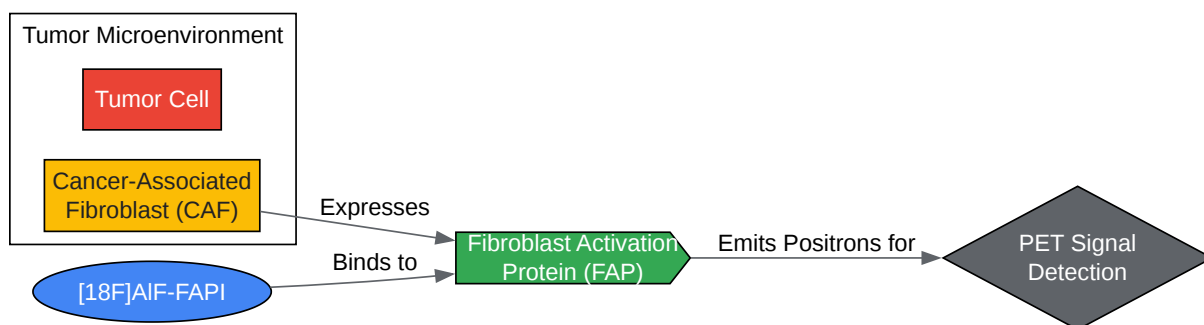 Tumor Microenvironment
Tumor Cell
Cancer-Associated
Fibroblast (CAF)
Expresses
Binds to
[18F]AlF-FAPI
Fibroblast Activation
Protein (FAP)
Emits Positrons for
PET Signal
Detection